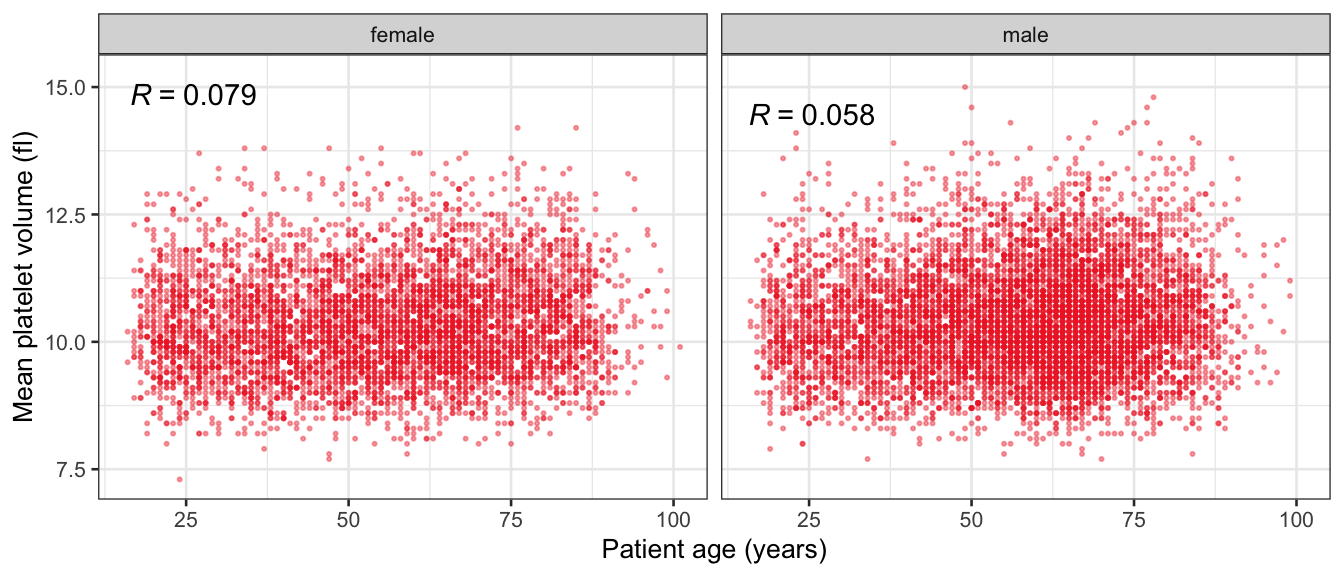 female
male
R = 0.079
R = 0.058
Mean platelet volume (fl)
15.0
12.5
10.0
7.5
25 50 75 100
25 50 75 100
Patient age (years)